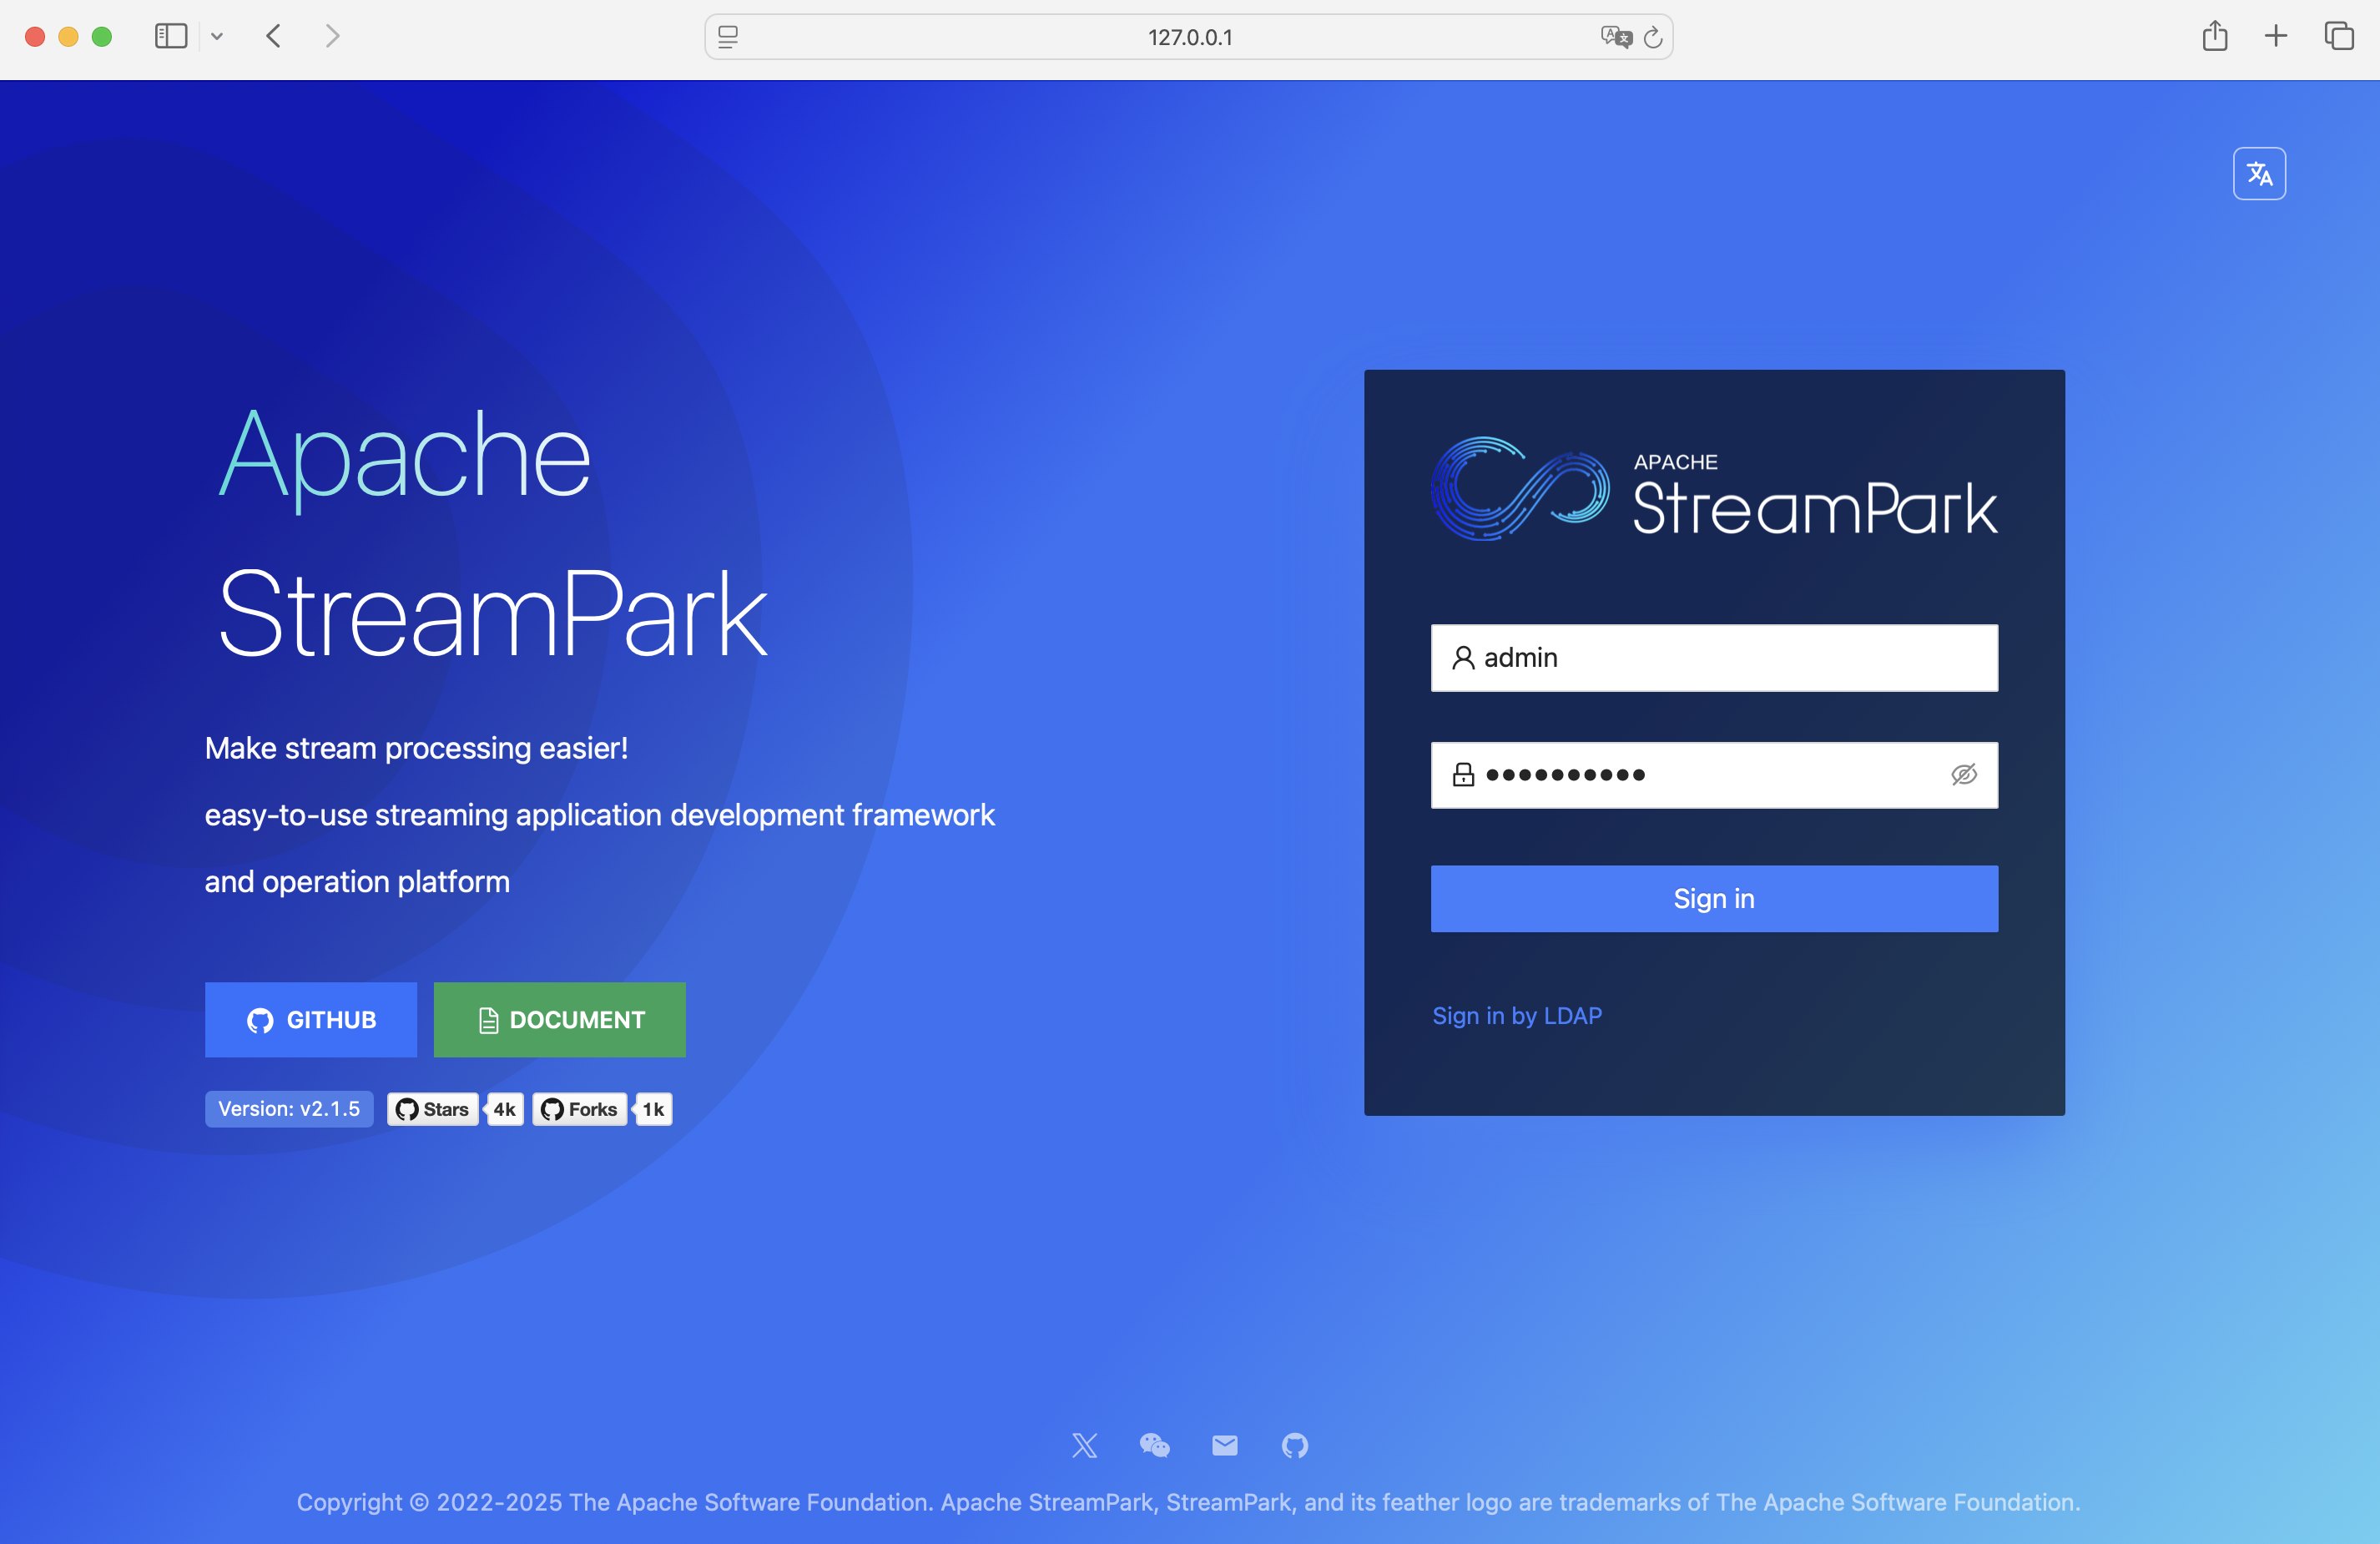 127.0.0.1
Apache
StreamPark
Make stream processing easier!
easy-to-use streaming application development framework
and operation platform
GITHUB
DOCUMENT
Version: v2.1.5
Stars
4k
Forks
1k
APACHE
StreamPark
admin
Sign in
Sign in by LDAP
Copyright © 2022-2025 The Apache Software Foundation. Apache StreamPark, StreamPark, and its feather logo are trademarks of The Apache Software Foundation.